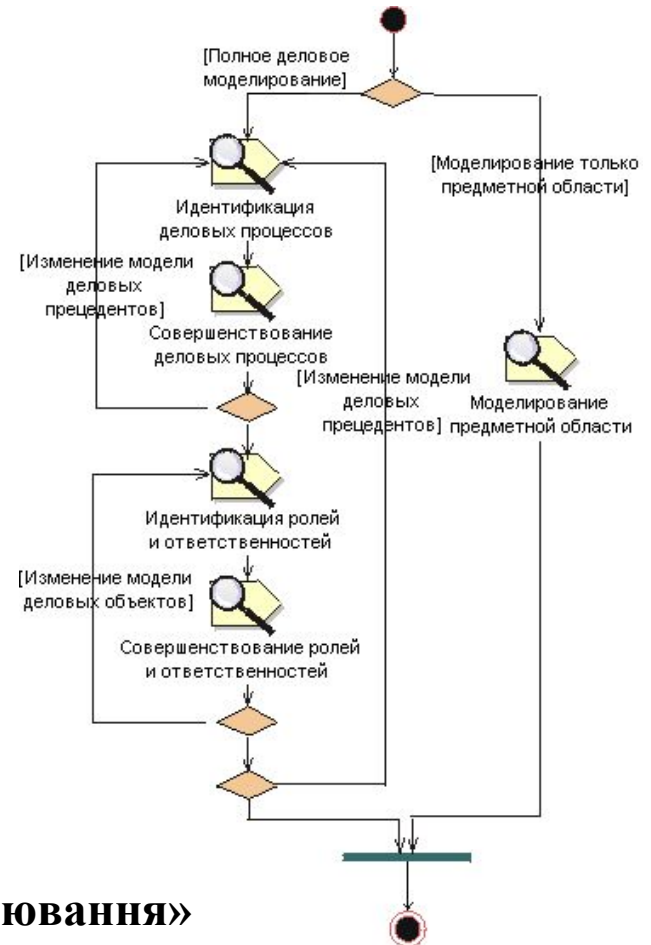 [Полное деловое
моделирование]
[Моделирование только
предметной области]
Идентификация
деловых процессов
[Изменение модели
деловых
прецедентов]
Совершенствование
деловых процессов
[Изменение модели
деловых
прецедентов]
Моделирование
предметной области
Идентификация ролей
и ответственностей
[Изменение модели
деловых объектов]
Совершенствование ролей
и ответственностей
ювання»